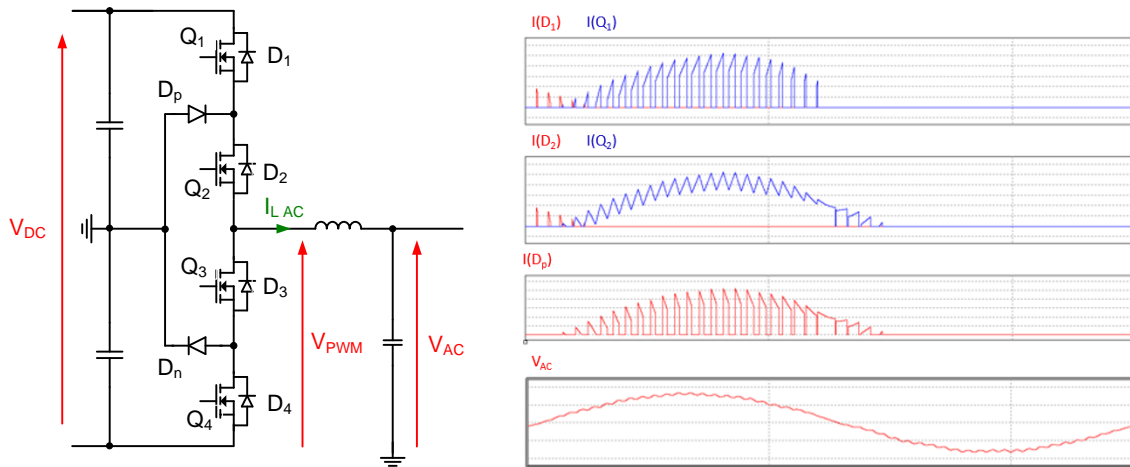 Q1
D1
Dp
Q2
D2
IL AC
VDC
Q3
D3
VPWM
VAC
Dn
Q4
D4
I(D1) I(Q1)
I(D2) I(Q2)
I(Dp)
0
VAC